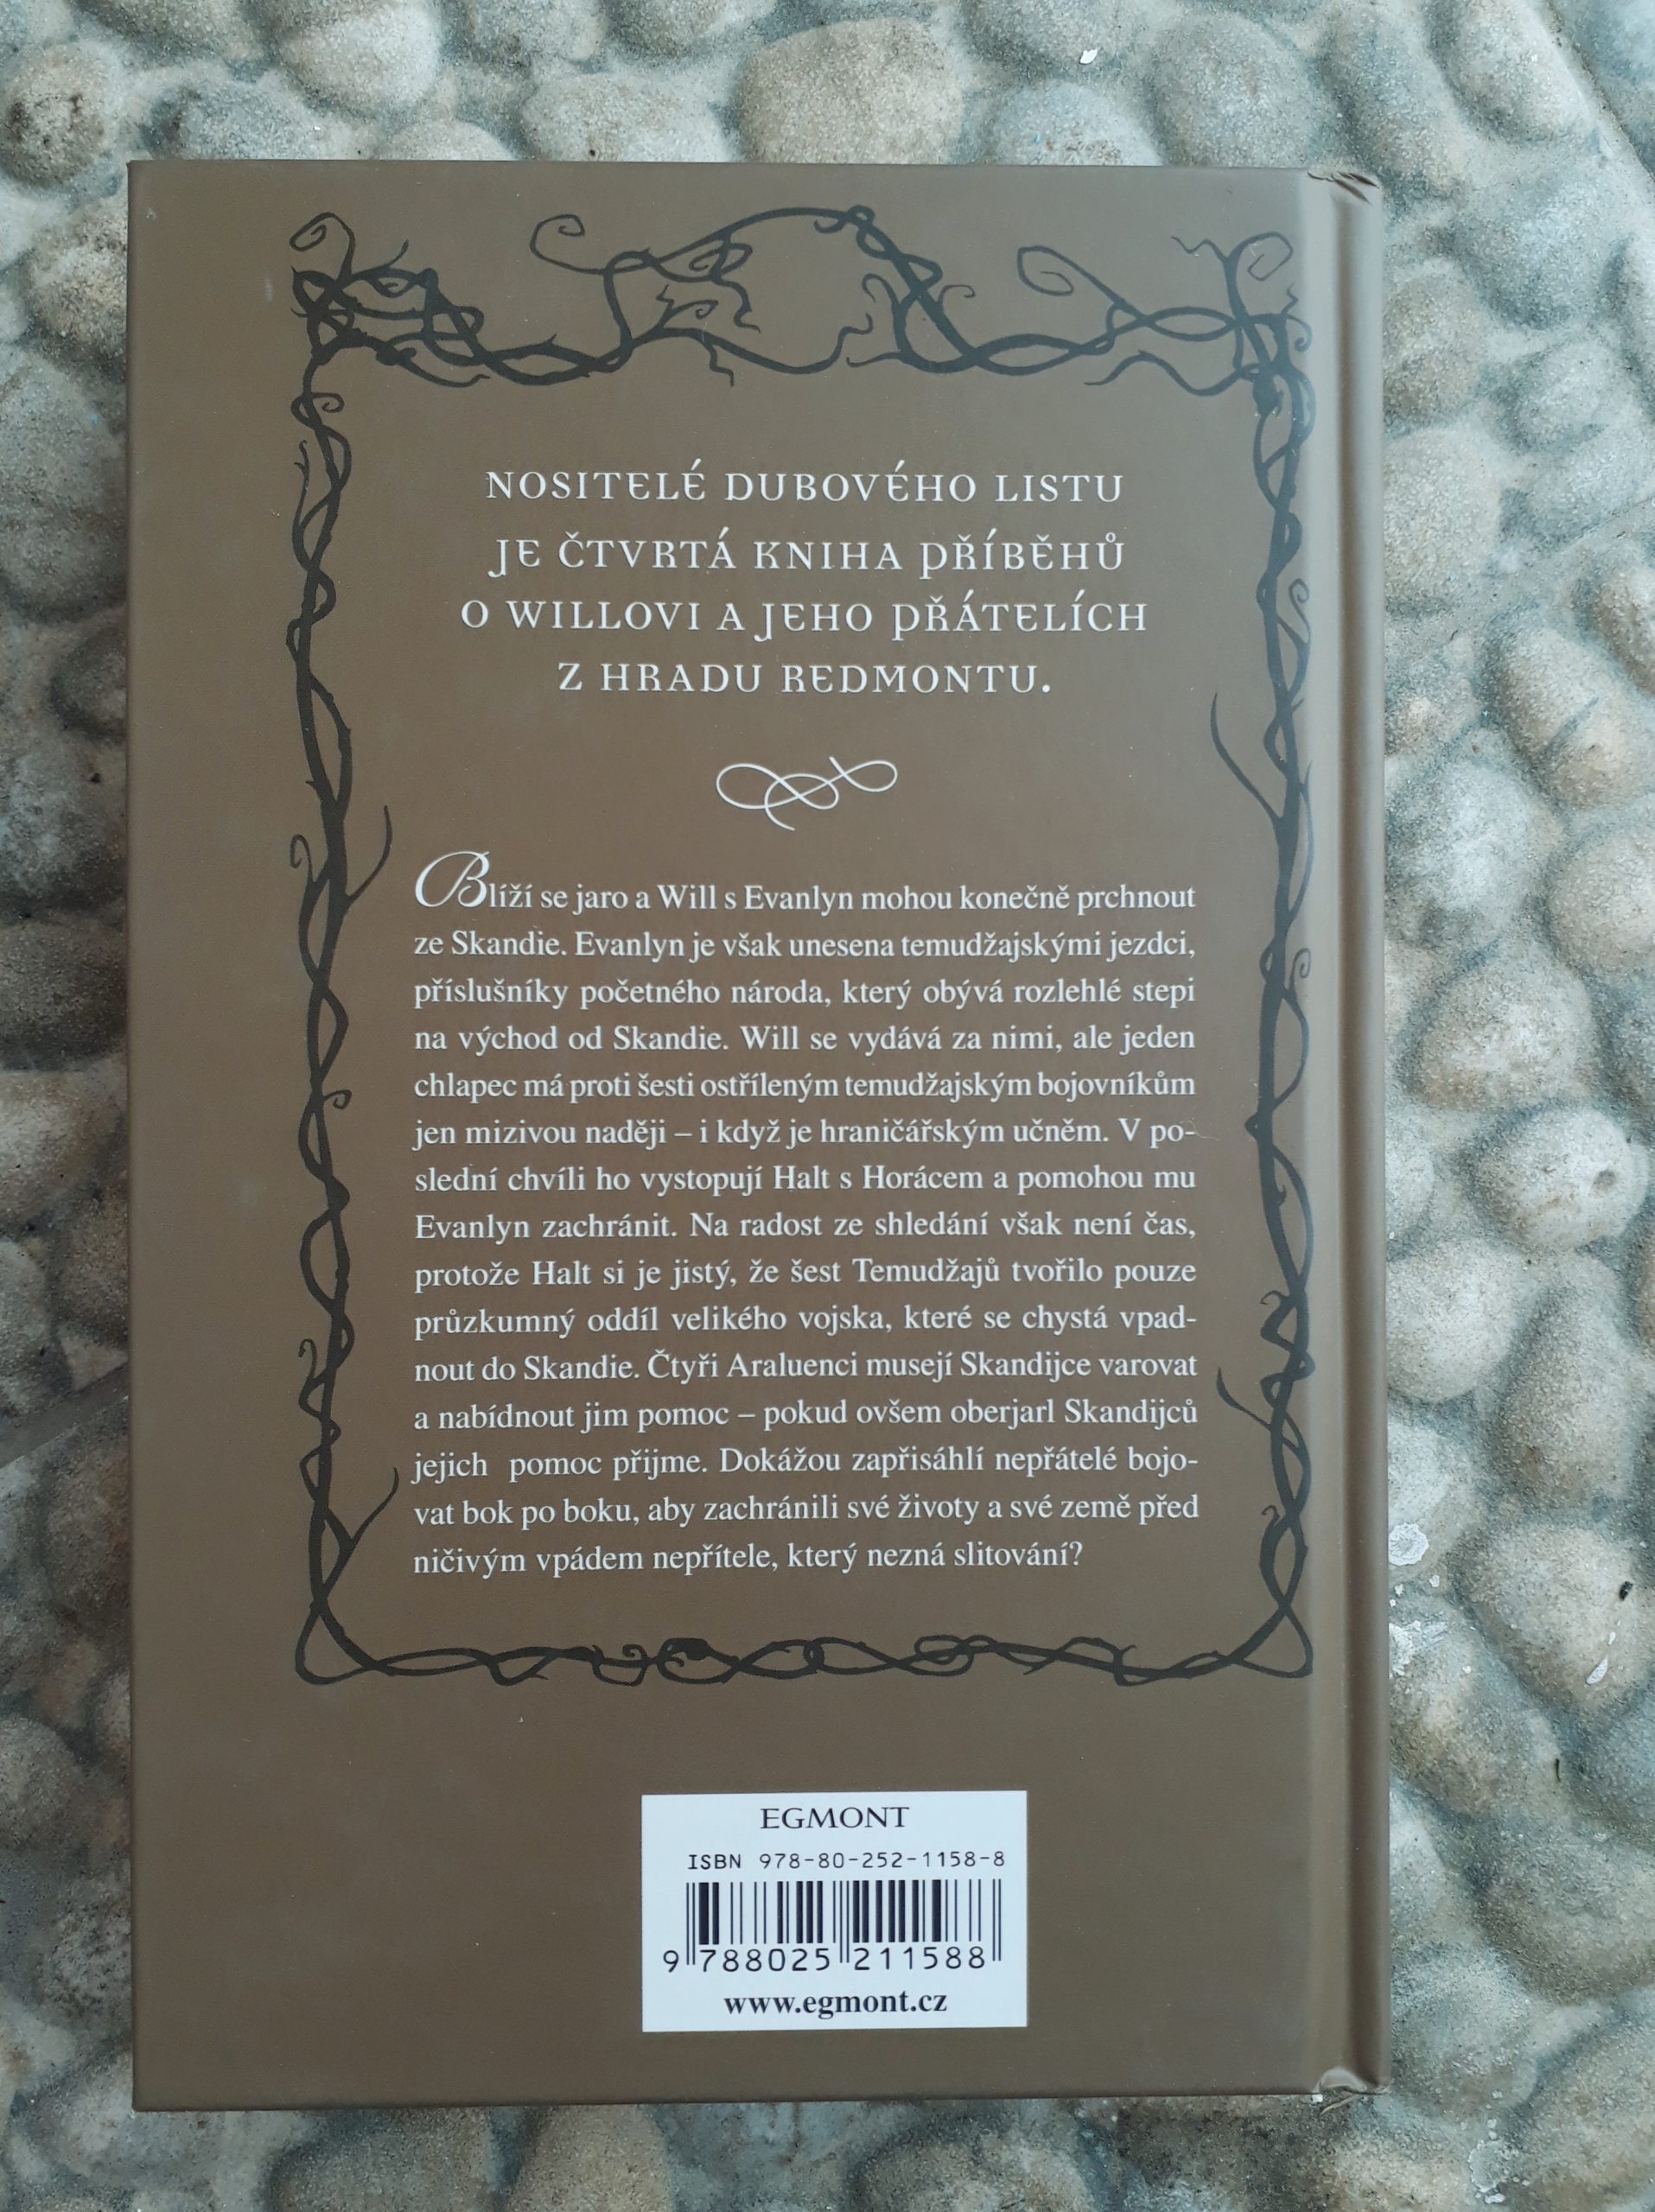 NOSITELÉ DUBOVÉHO LISTU
JE ČTVRTÁ KNIHA PŘÍBĚHŮ
O WILLOVI A JEHO PŘÁTELÍCH
Z HRADU REDMONTU.
Blíží se jaro a Will s Evanlyn mohou konečně prchnout
ze Skandie. Evanlyn je však unesena temudžajskými jezdci,
příslušníky početného národa, který obývá rozlehlé stepi
na východ od Skandie. Will se vydává za nimi, ale jeden
chlapec má proti šesti ostříleným temudžajským bojovníkům
jen mizivou naději – i když je hraničářským učněm. V po-
slední chvíli ho vystopují Halt s Horácem a pomohou mu
Evanlyn zachránit. Na radost ze shledání však není čas,
protože Halt si je jistý, že šest Temudžajů tvořilo pouze
průzkumný oddíl velikého vojska, které se chystá vpad-
nout do Skandie. Čtyři Araluenci musejí Skandijce varovat
a nabídnout jim pomoc – pokud ovšem oberjarl Skandijců
jejich pomoc přijme. Dokážou zapřisáhlí nepřátelé bojo-
vat bok po boku, aby zachránili své životy a své země před
ničivým vpádem nepřítele, který nezná slitování?
EGMONT
ISBN 978-80-252-1158-8
9 788025 211588
www.egmont.cz